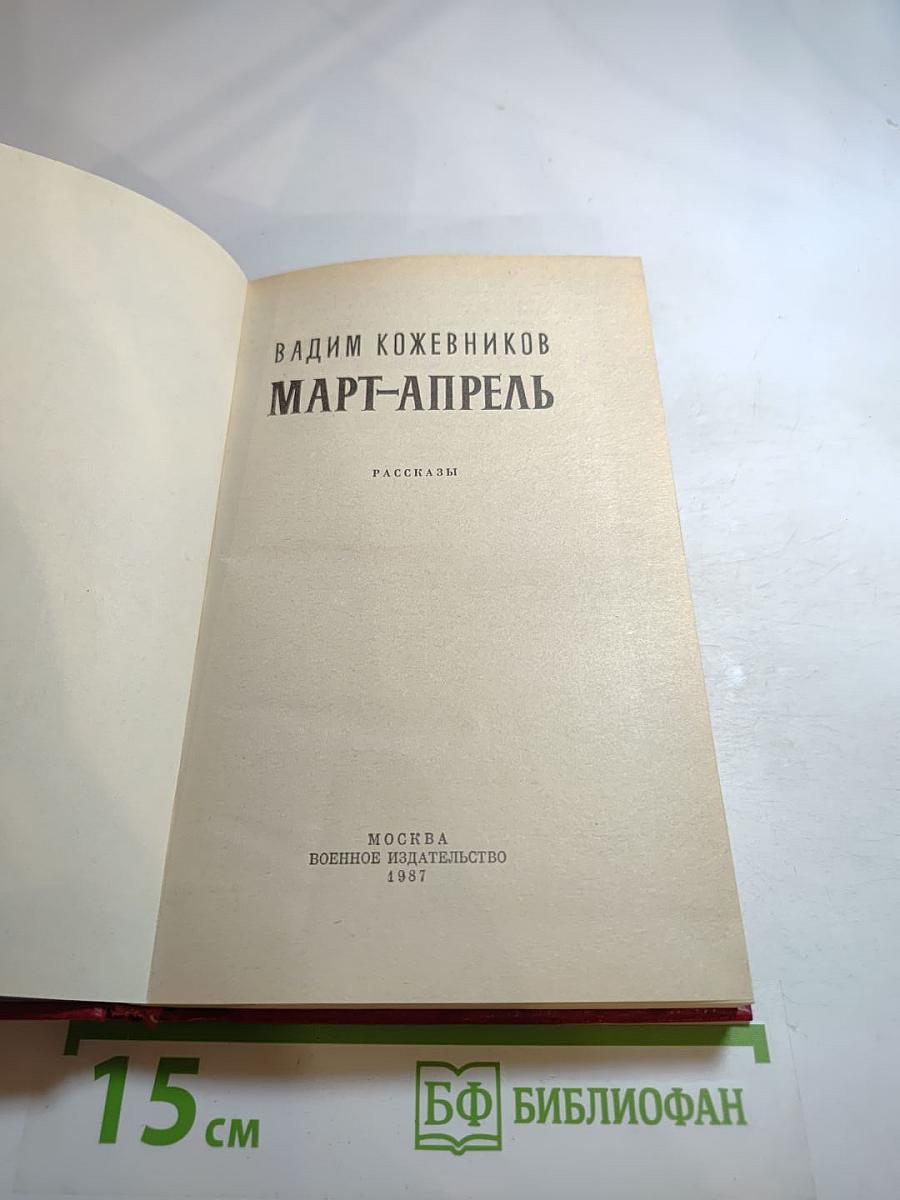 ВАДИМ КОЖЕВНИКОВ
МАРТ—АПРЕЛЬ
РАССКАЗЫ
МОСКВА
ВОЕННОЕ ИЗДАТЕЛЬСТВО
1987
15 см
БФ БИБЛИОФАН